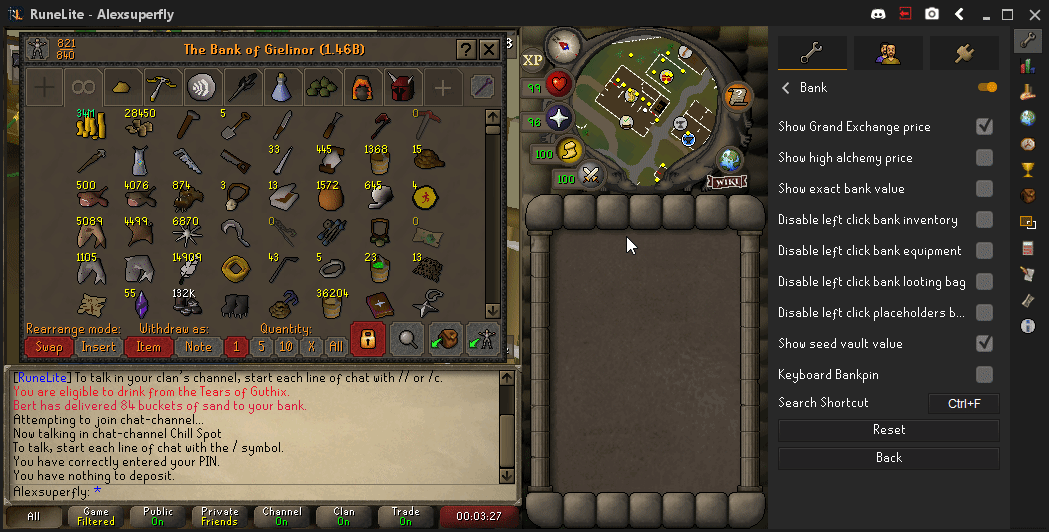 RuneLite - Alexsuperfly
821
840
The Bank of Gielinor (1.46B)
?
34M 28450 5 0
33 445 1368 15
500 4076 874 3 13 1572 645 4
5089 4499 6870 0 0
1105 14909 43 5 23 13
55 132K 36204
Rearrange mode: Withdraw as: Quantity:
Swap Insert Item Note 1 5 10 X All
XP
99
96
100
100
WIKI
[RuneLite] To talk in your clan's channel, start each line of chat with // or /c.
You are eligible to drink from the Tears of Guthix.
Bert has delivered 84 buckets of sand to your bank.
Attempting to join chat-channel...
Now talking in chat-channel Chill Spot
To talk, start each line of chat with the / symbol.
You have correctly entered your PIN.
You have nothing to deposit.
Alexsuperfly: *
All
Game
Filtered
Public
On
Private
Friends
Channel
On
Clan
On
Trade
On
00:03:27
Bank
Show Grand Exchange price
Show high alchemy price
Show exact bank value
Disable left click bank inventory
Disable left click bank equipment
Disable left click bank looting bag
Disable left click placeholders b...
Show seed vault value
Keyboard Bankpin
Search Shortcut
Ctrl+F
Reset
Back